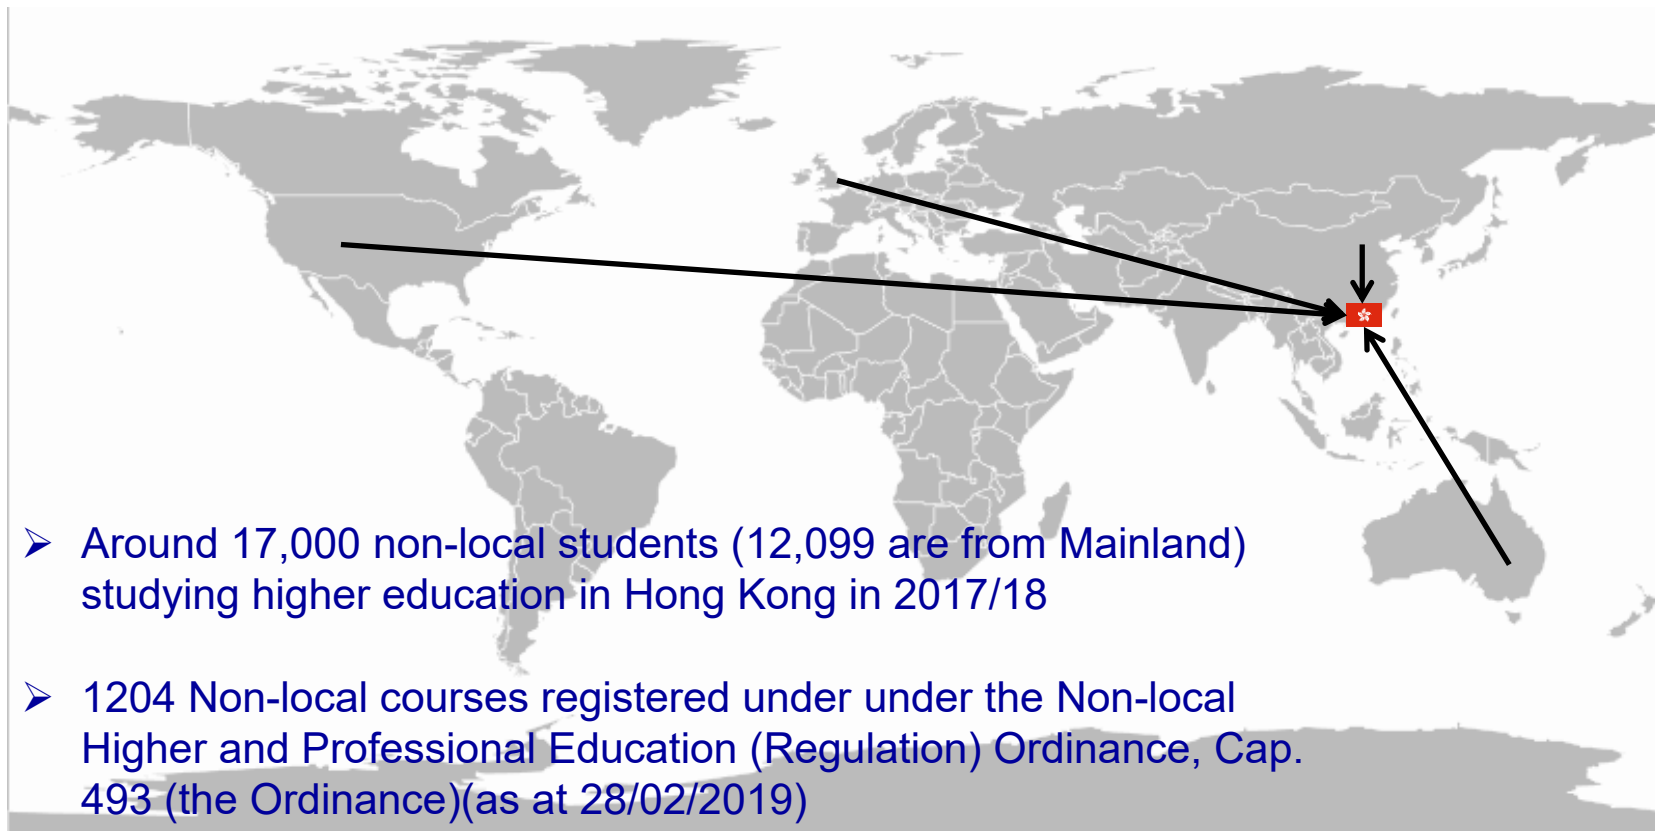 ➢ Around 17,000 non-local students (12,099 are from Mainland)
studying higher education in Hong Kong in 2017/18
➢ 1204 Non-local courses registered under under the Non-local
Higher and Professional Education (Regulation) Ordinance, Cap.
493 (the Ordinance)(as at 28/02/2019)